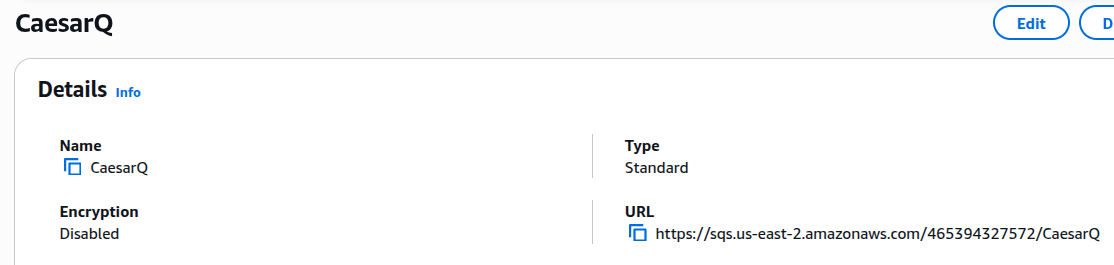 CaesarQ
Edit
D
Details Info
Name
CaesarQ
Type
Standard
Encryption
Disabled
URL
https://sqs.us-east-2.amazonaws.com/465394327572/CaesarQ